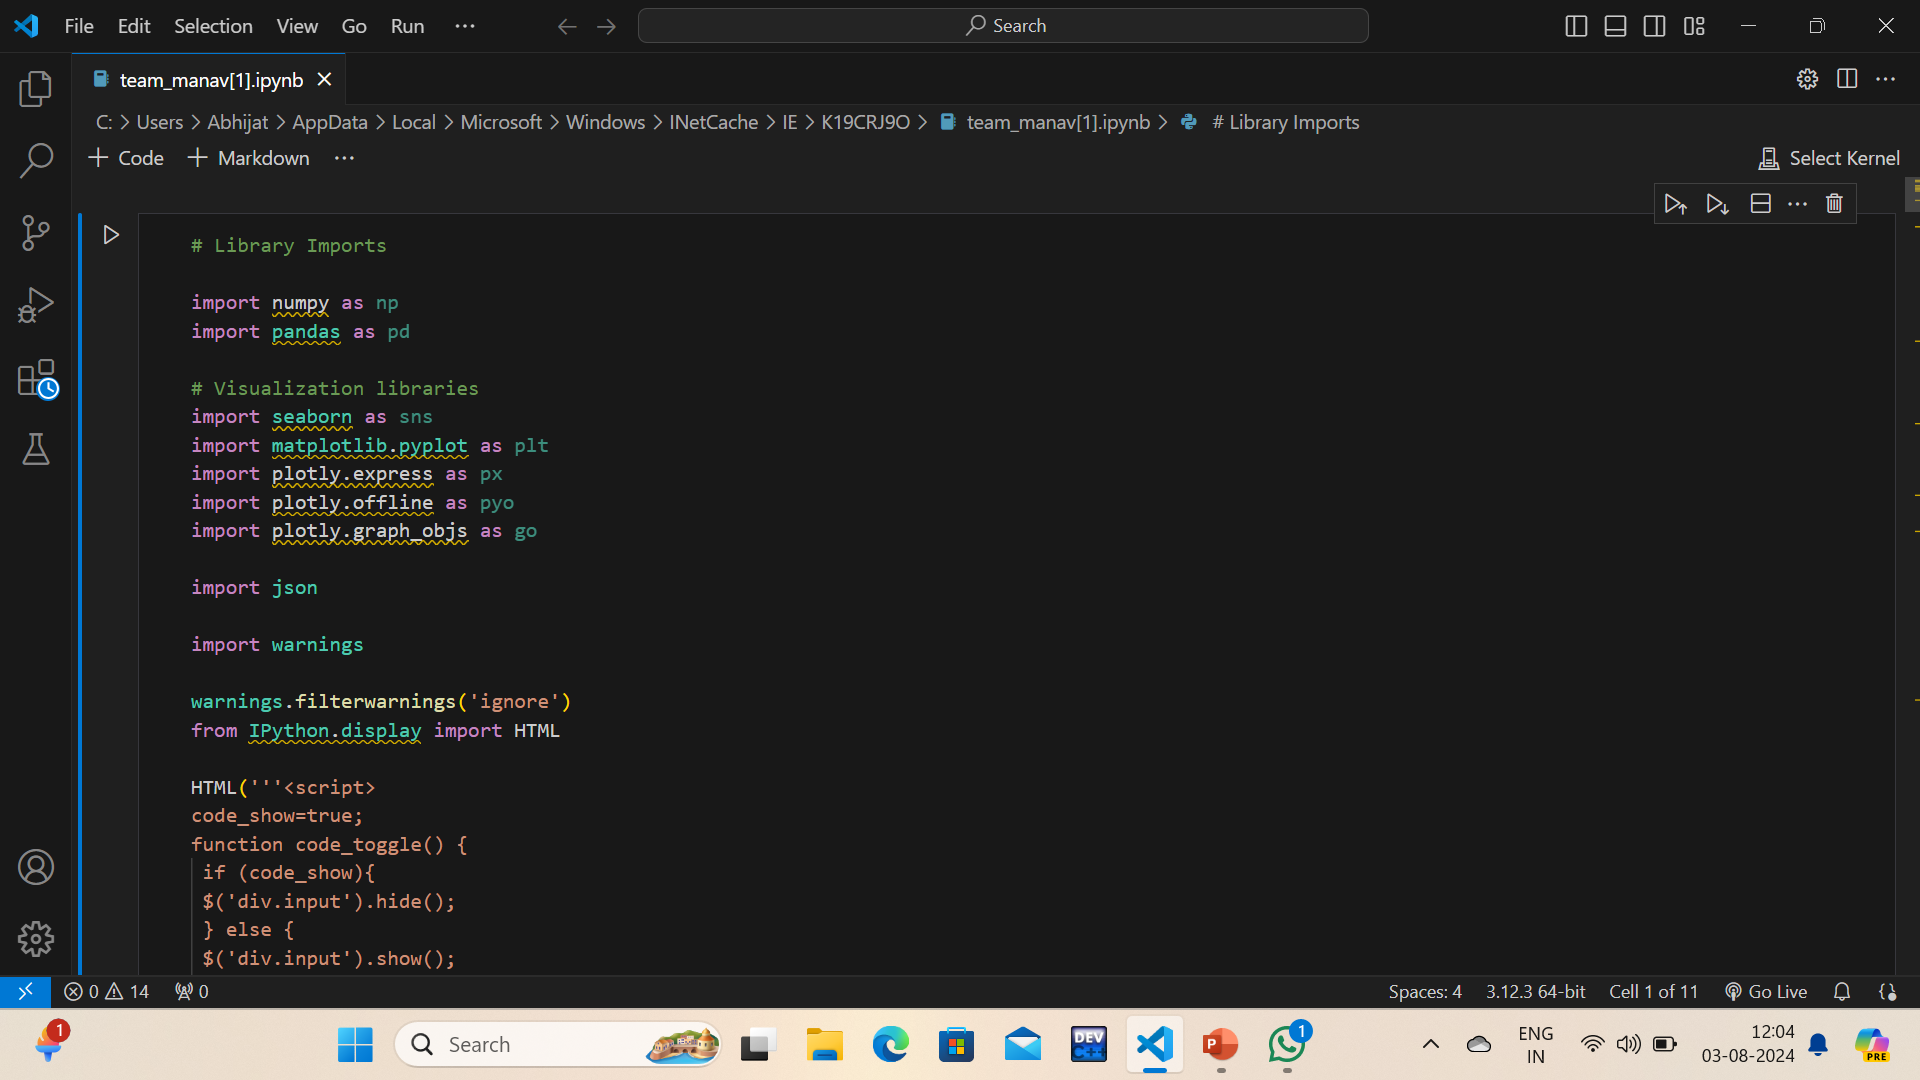 File Edit Selection View Go Run ··· Search
team_manav[1].ipynb
C: > Users > Abhijat > AppData > Local > Microsoft > Windows > INetCache > IE > K19CRJ9O > team_manav[1].ipynb > # Library Imports
+ Code + Markdown ··· Select Kernel
# Library Imports
import numpy as np
import pandas as pd
# Visualization libraries
import seaborn as sns
import matplotlib.pyplot as plt
import plotly.express as px
import plotly.offline as pyo
import plotly.graph_objs as go
import json
import warnings
warnings.filterwarnings('ignore')
from IPython.display import HTML
HTML('''<script>
code_show=true;
function code_toggle() {
if (code_show){
$('div.input').hide();
} else {
$('div.input').show();
0 14 0 Spaces: 4 3.12.3 64-bit Cell 1 of 11 Go Live
1 Search DEV C++ P 1 ENG 12:04
IN 03-08-2024 PRE